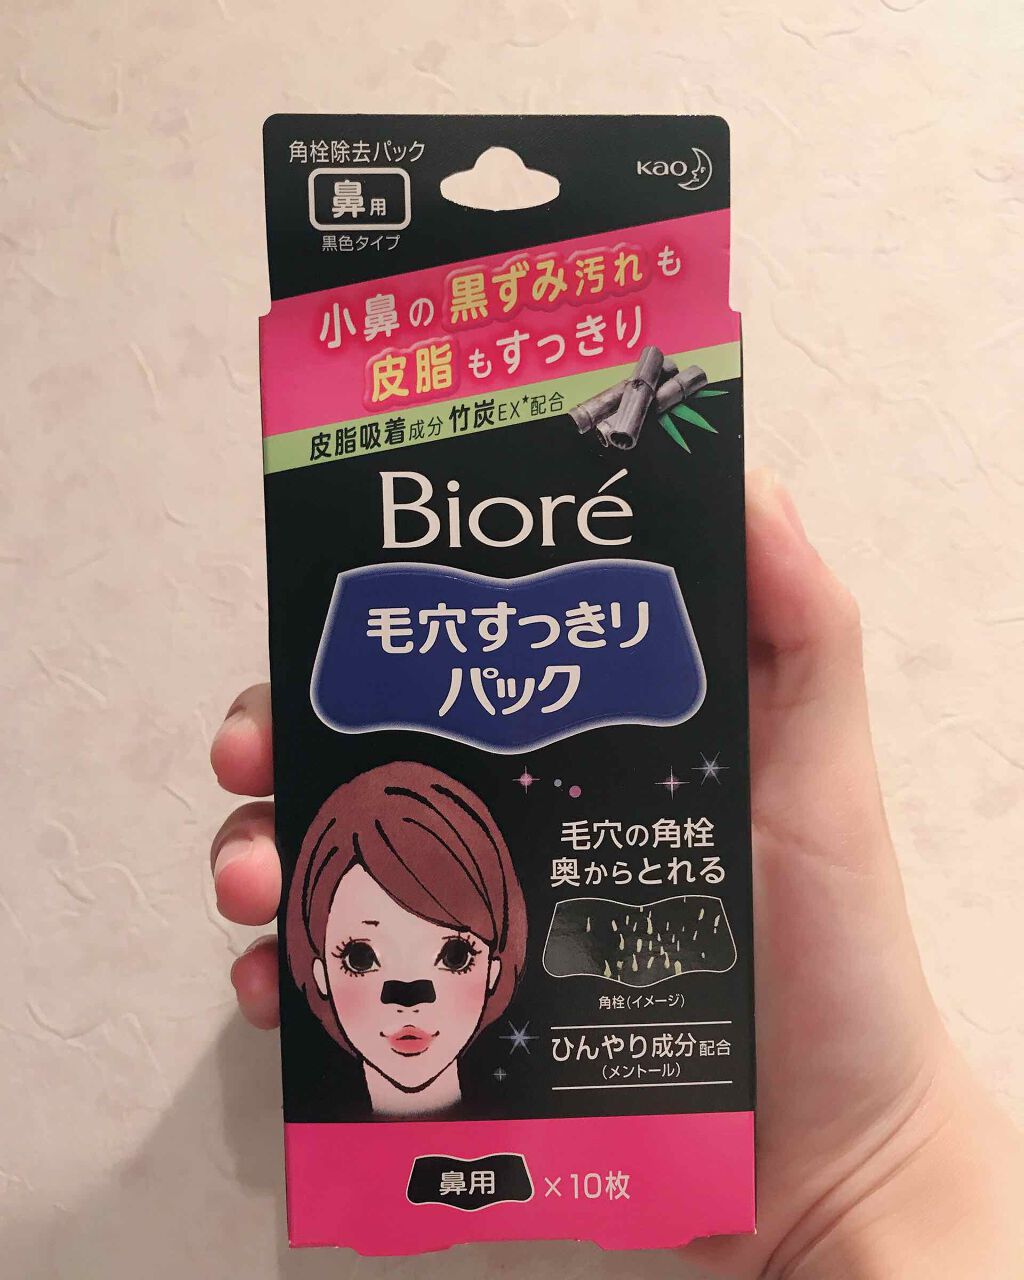 角栓除去パック
鼻用
黒色タイプ
Kao
小鼻の黒ずみ汚れも
皮脂もすっきり
皮脂吸着成分竹炭EX*配合
Bioré
毛穴すっきり
パック
毛穴の角栓
奥からとれる
角栓(イメージ)
ひんやり成分配合
(メントール)
鼻用×10枚